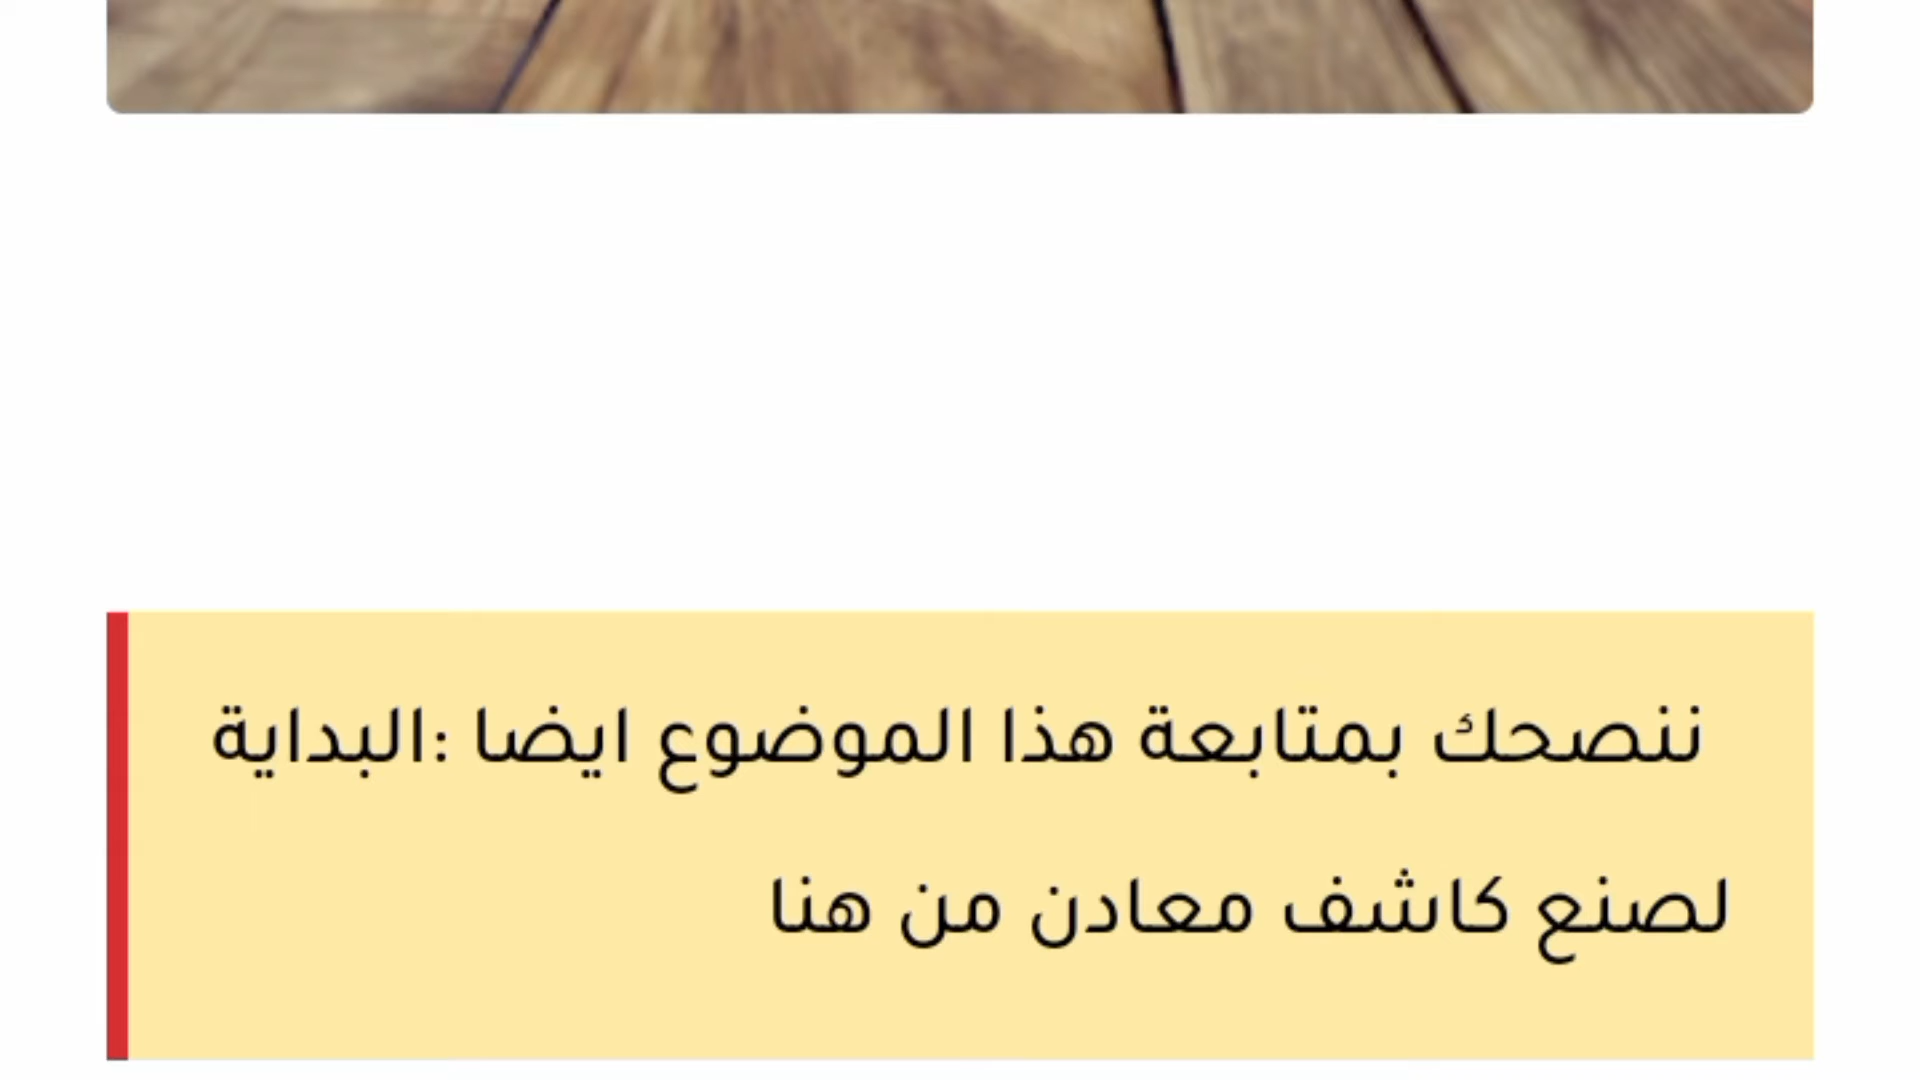 ننصحك بمتابعة هذا الموضوع ايضا :البداية
لصنع كاشف معادن من هنا